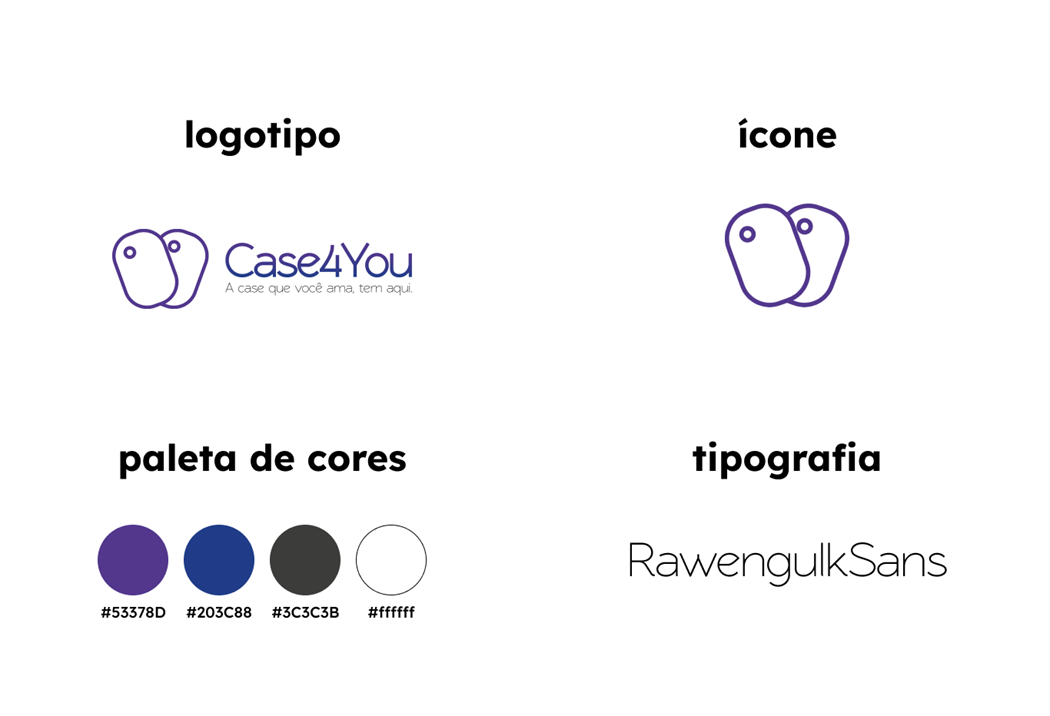 logotipo
ícone
Case4You
A case que você ama, tem aqui.
paleta de cores
tipografia
RawengulkSans
#53378D #203C88 #3C3C3B #ffffff